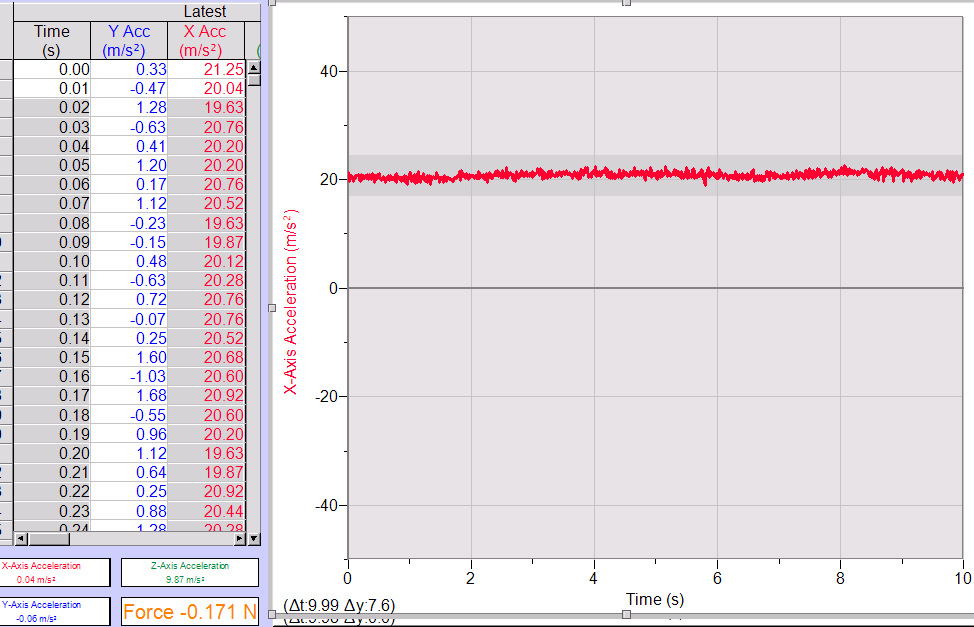 Latest
Time Y Acc X Acc
(s) (m/s²) (m/s²) (
0.00 0.33 21.25
0.01 -0.47 20.04
0.02 1.28 19.63
0.03 -0.63 20.76
0.04 0.41 20.20
0.05 1.20 20.20
0.06 0.17 20.76
0.07 1.12 20.52
0.08 -0.23 19.63
0.09 -0.15 19.87
0.10 0.48 20.12
0.11 -0.63 20.28
0.12 0.72 20.76
0.13 -0.07 20.76
0.14 0.25 20.52
0.15 1.60 20.68
0.16 -1.03 20.60
0.17 1.68 20.92
0.18 -0.55 20.60
0.19 0.96 20.20
0.20 1.12 19.63
0.21 0.64 19.87
0.22 0.25 20.92
0.23 0.88 20.44
0.24 1.28 20.28
X-Axis Acceleration
0.04 m/s²
Z-Axis Acceleration
9.87 m/s²
Y-Axis Acceleration
-0.06 m/s²
Force -0.171 N
X-Axis Acceleration (m/s²)
40
20
0
-20
-40
0 2 4 6 8 10
Time (s)
(Δt:9.99 Δy:7.6)